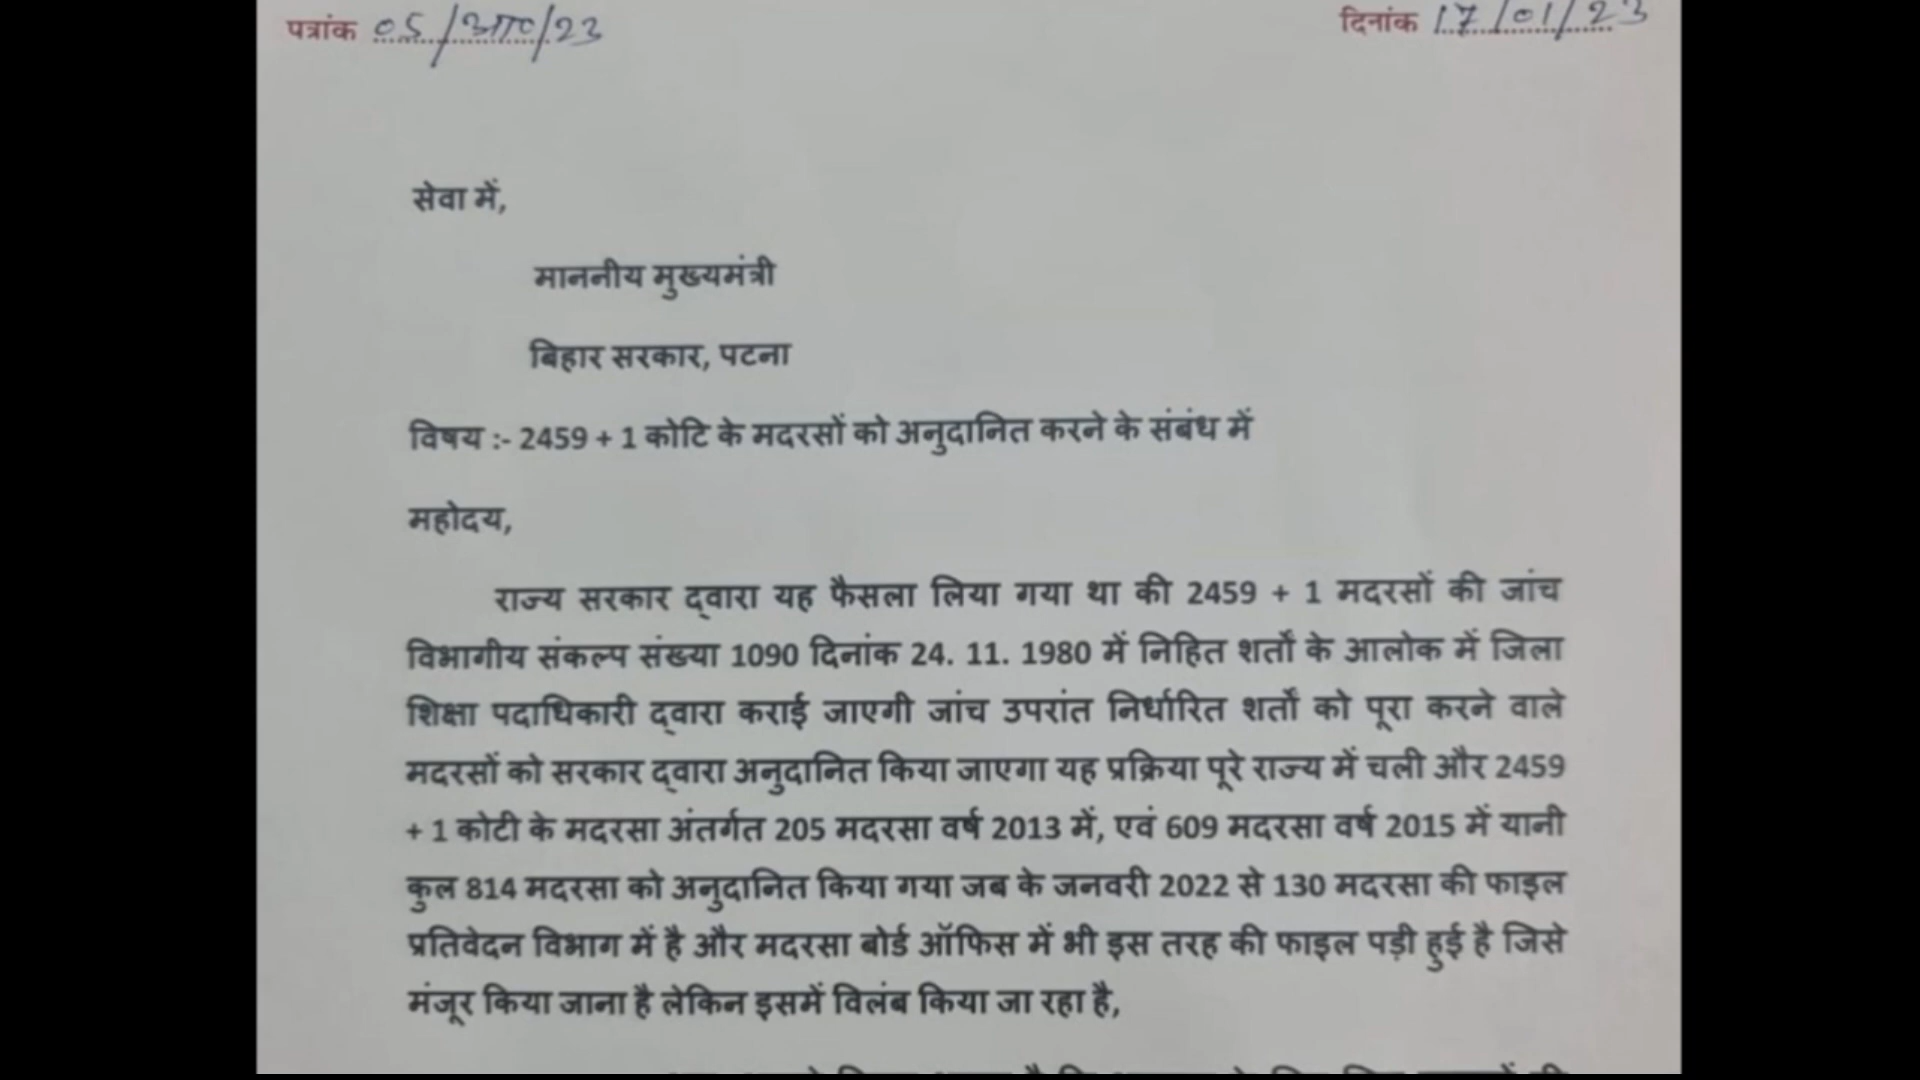 पत्रांक 05/आ०/23 दिनांक 17/01/23
सेवा में,
माननीय मुख्यमंत्री
बिहार सरकार, पटना
विषय :- 2459 + 1 कोटि के मदरसों को अनुदानित करने के संबंध में
महोदय,
राज्य सरकार द्वारा यह फैसला लिया गया था की 2459 + 1 मदरसों की जांच
विभागीय संकल्प संख्या 1090 दिनांक 24. 11. 1980 में निहित शर्तों के आलोक में जिला
शिक्षा पदाधिकारी द्वारा कराई जाएगी जांच उपरांत निर्धारित शर्तों को पूरा करने वाले
मदरसों को सरकार द्वारा अनुदानित किया जाएगा यह प्रक्रिया पूरे राज्य में चली और 2459
+ 1 कोटी के मदरसा अंतर्गत 205 मदरसा वर्ष 2013 में, एवं 609 मदरसा वर्ष 2015 में यानी
कुल 814 मदरसा को अनुदानित किया गया जब के जनवरी 2022 से 130 मदरसा की फाइल
प्रतिवेदन विभाग में है और मदरसा बोर्ड ऑफिस में भी इस तरह की फाइल पड़ी हुई है जिसे
मंजूर किया जाना है लेकिन इसमें विलंब किया जा रहा है,